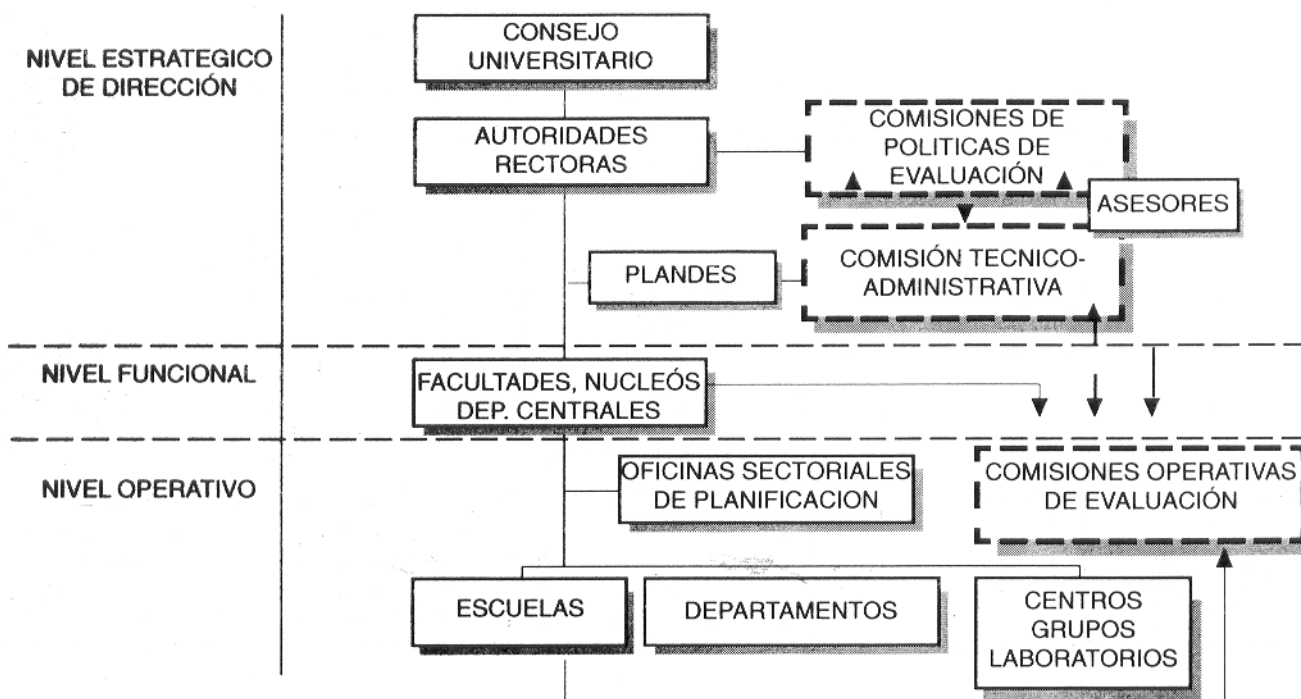 NIVEL ESTRATEGICO
DE DIRECCIÓN
CONSEJO
UNIVERSITARIO
AUTORIDADES
RECTORAS
COMISIONES DE
POLITICAS DE
EVALUACIÓN
ASESORES
PLANDES
COMISIÓN TECNICO-
ADMINISTRATIVA
NIVEL FUNCIONAL
FACULTADES, NUCLEÓS
DEP. CENTRALES
NIVEL OPERATIVO
OFICINAS SECTORIALES
DE PLANIFICACION
COMISIONES OPERATIVAS
DE EVALUACIÓN
ESCUELAS
DEPARTAMENTOS
CENTROS
GRUPOS
LABORATORIOS